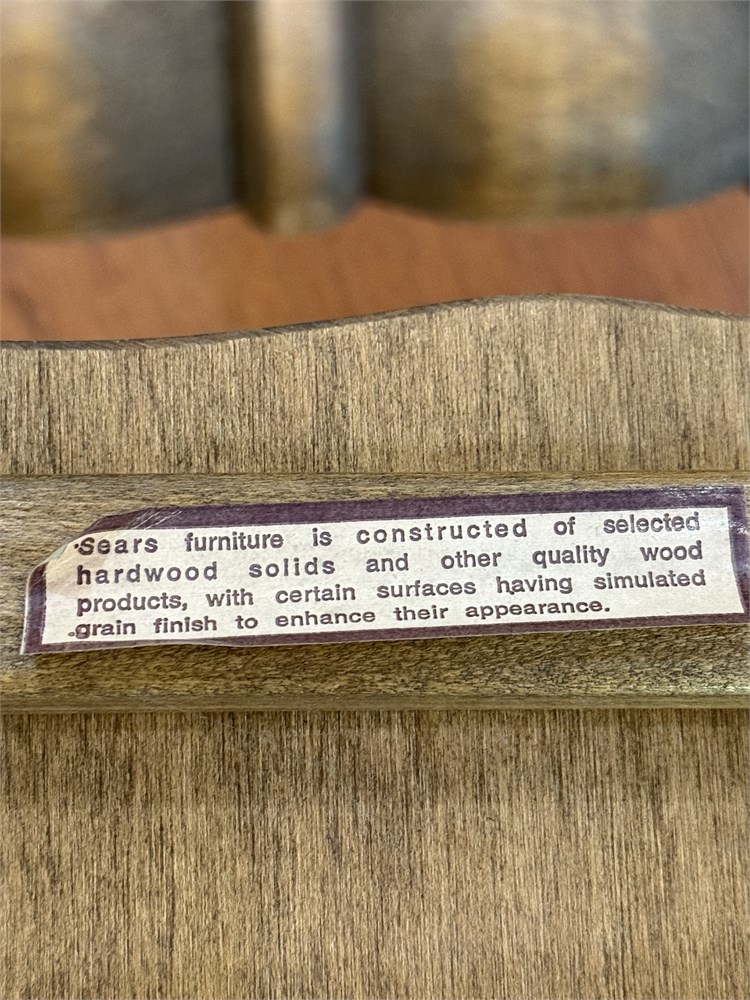 Sears furniture is constructed of selected
hardwood solids and other quality wood
products, with certain surfaces having simulated
grain finish to enhance their appearance.